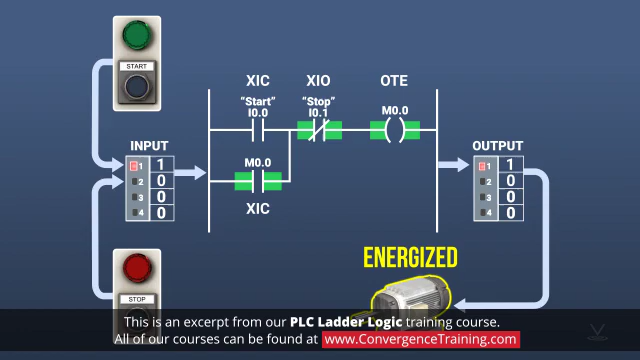 START
XIC XIO OTE
"Start" "Stop"
I0.0 I0.1 M0.0
INPUT
1 1
2 0
3 0
4 0
M0.0
XIC
OUTPUT
1 1
2 0
3 0
4 0
ENERGIZED
STOP
This is an excerpt from our PLC Ladder Logic training course.
All of our courses can be found at www.ConvergenceTraining.com